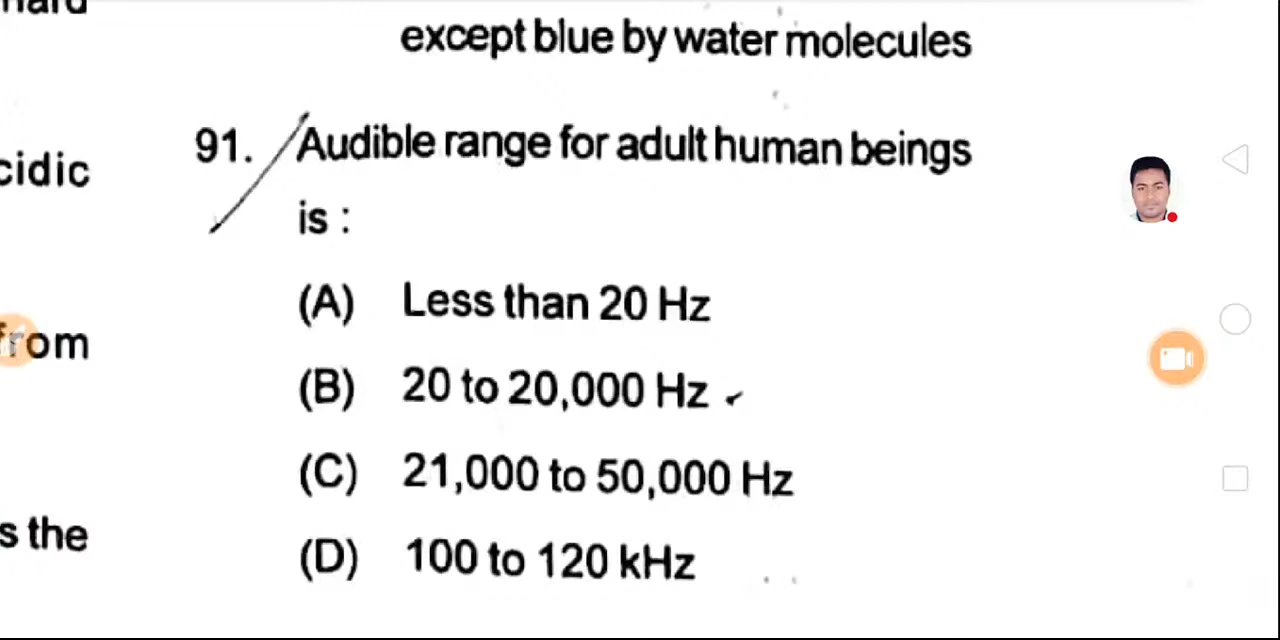 except blue by water molecules
cidic
91. Audible range for adult human beings
is :
(A) Less than 20 Hz
from
(B) 20 to 20,000 Hz
(C) 21,000 to 50,000 Hz
s the
(D) 100 to 120 kHz